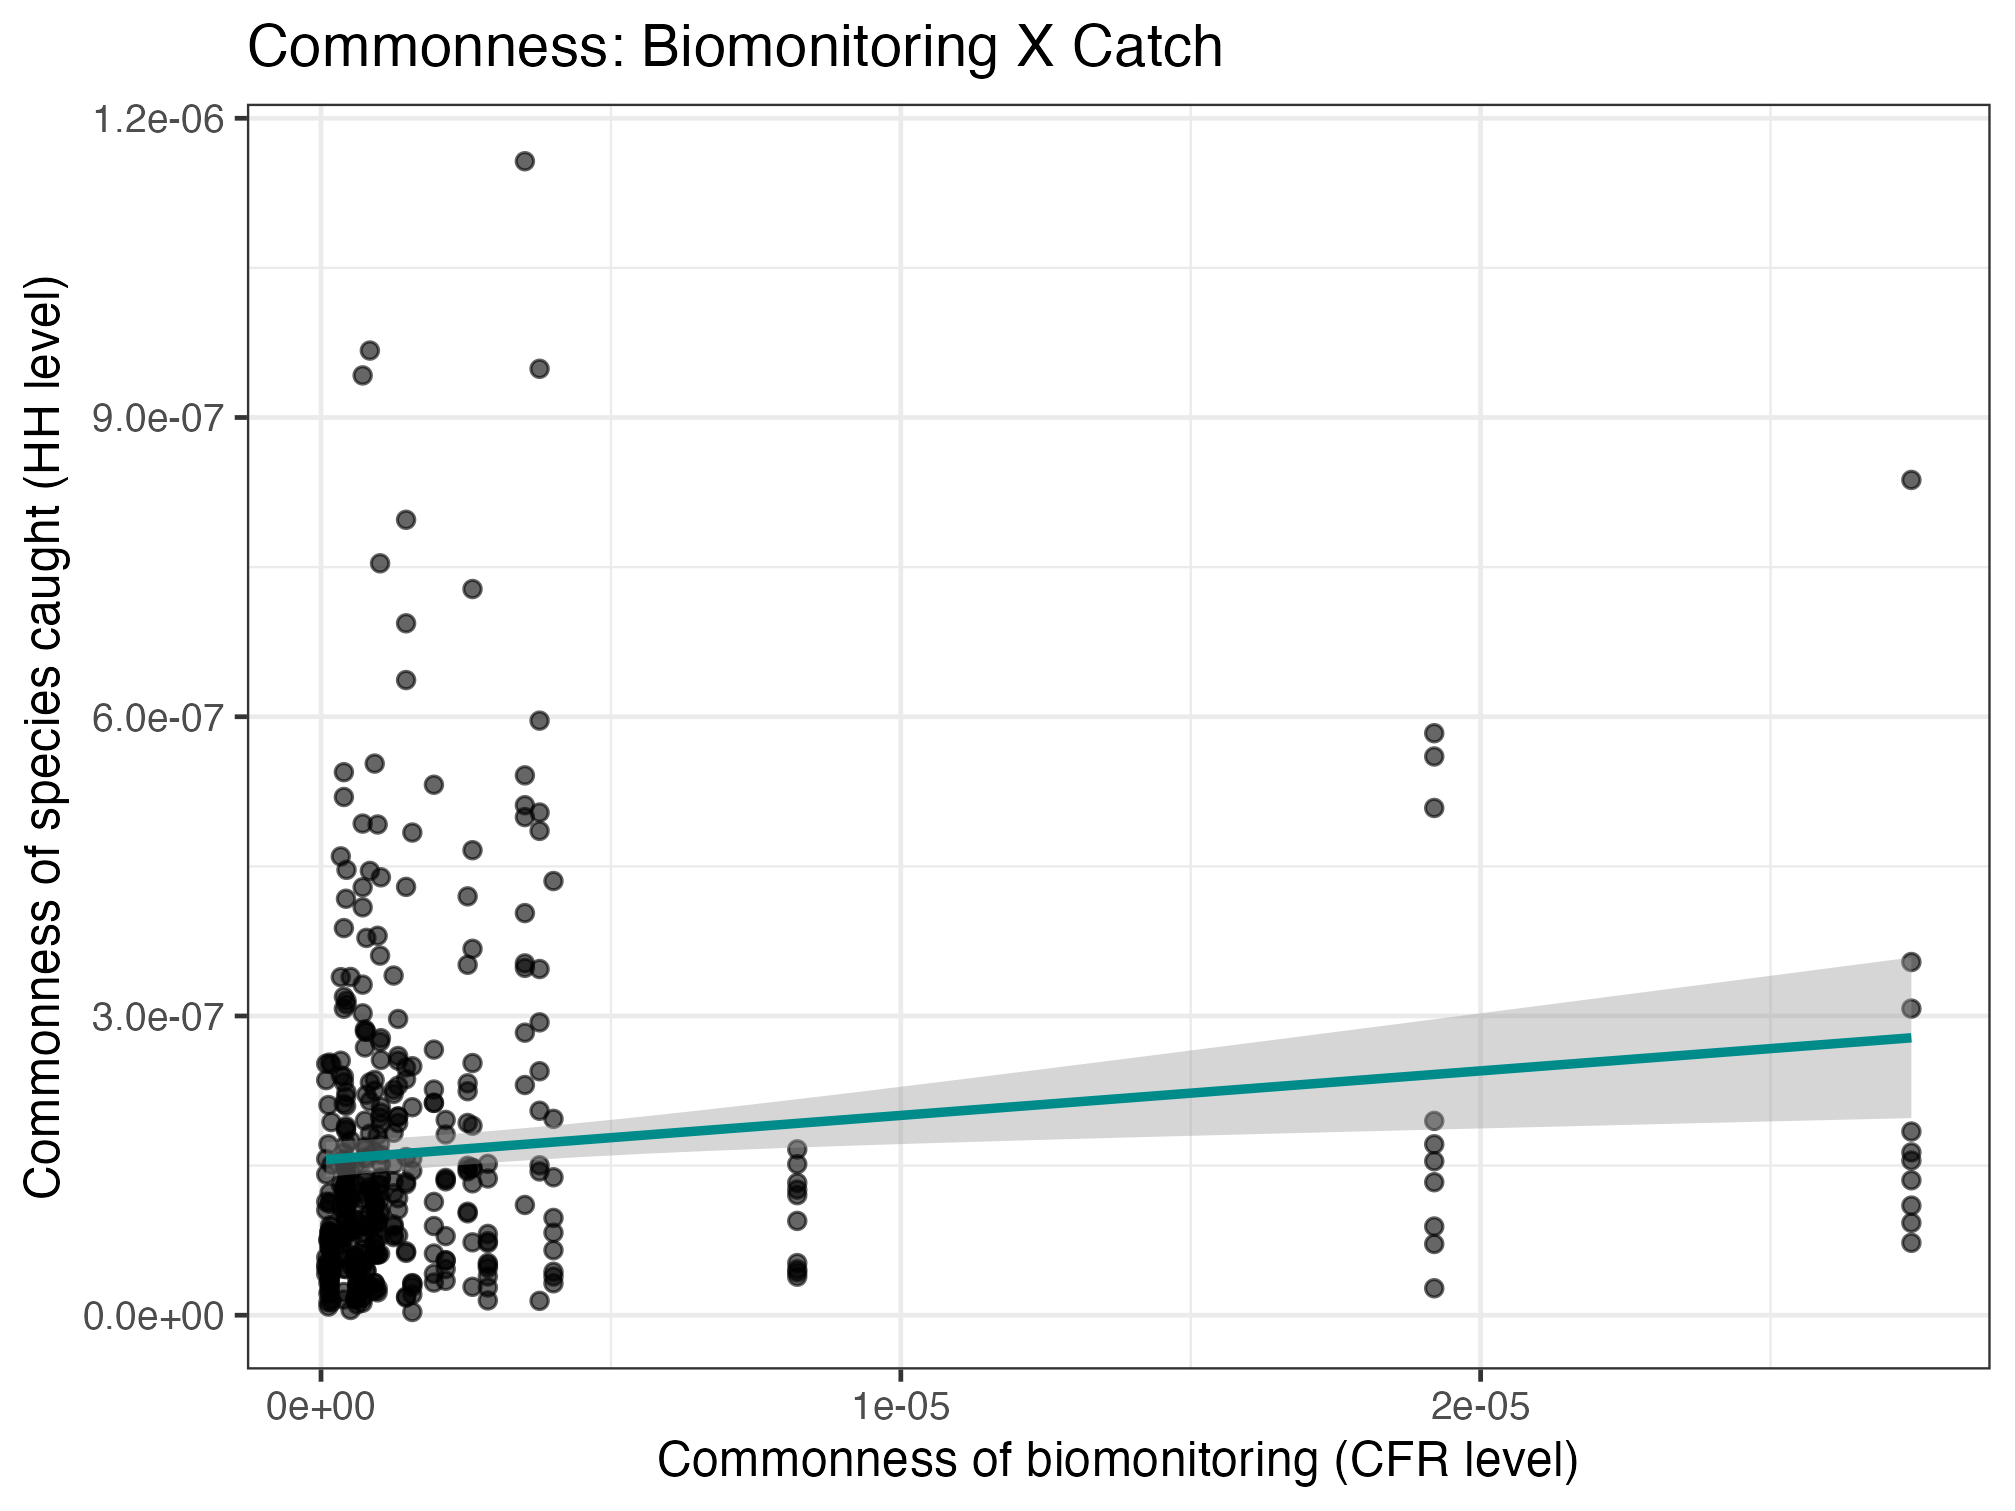 Commonness: Biomonitoring X Catch
1.2e-06
9.0e-07
6.0e-07
3.0e-07
0.0e+00
Commonness of species caught (HH level)
0e+00
1e-05
2e-05
Commonness of biomonitoring (CFR level)